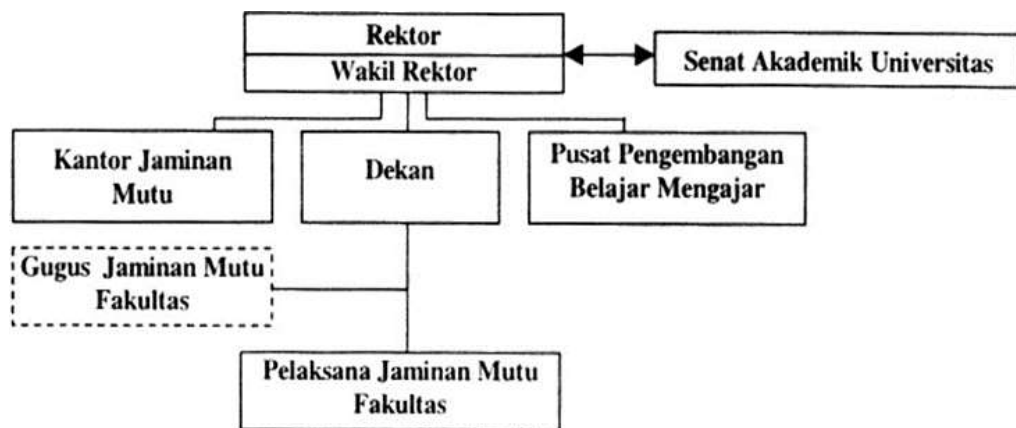 Rektor
Wakil Rektor
Senat Akademik Universitas
Kantor Jaminan
Mutu
Dekan
Pusat Pengembangan
Belajar Mengajar
Gugus Jaminan Mutu
Fakultas
Pelaksana Jaminan Mutu
Fakultas